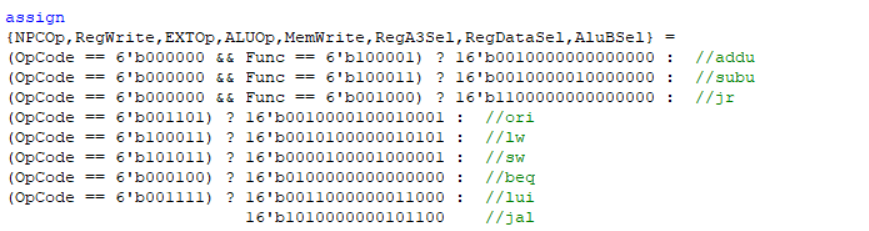 assign
{NPCOp,RegWrite,EXTOp,ALUOp,MemWrite,RegA3Sel,RegDataSel,AluBSel} =
(OpCode == 6'b000000 && Func == 6'b100001) ? 16'b0010000000000000 : //addu
(OpCode == 6'b000000 && Func == 6'b100011) ? 16'b0010000010000000 : //subu
(OpCode == 6'b000000 && Func == 6'b001000) ? 16'b1100000000000000 : //jr
(OpCode == 6'b001101) ? 16'b0010000100010001 : //ori
(OpCode == 6'b100011) ? 16'b0010100000010101 : //lw
(OpCode == 6'b101011) ? 16'b0000100001000001 : //sw
(OpCode == 6'b000100) ? 16'b0100000000000000 : //beq
(OpCode == 6'b001111) ? 16'b0011000000011000 : //lui
16'b1010000000101100 //jal